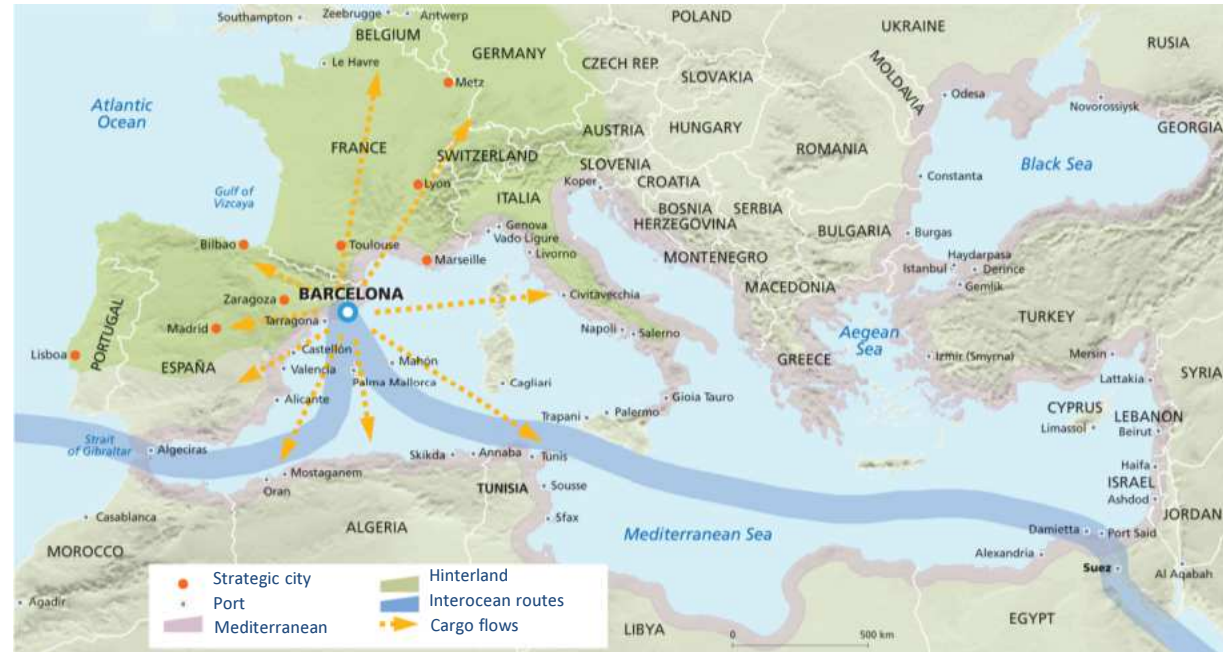 Southampton
Zeebrugge
Antwerp
BELGIUM
POLAND
UKRAINE
RUSIA
GERMANY
Le Havre
CZECH REP.
SLOVAKIA
MOLDAVIA
Metz
Odesa
Novorossiysk
Atlantic
Ocean
GEORGIA
AUSTRIA
HUNGARY
FRANCE
SWITZERLAND
ROMANIA
Black Sea
SLOVENIA
Lyon
Koper
CROATIA
Constanta
Gulf of
Vizcaya
ITALIA
BOSNIA
HERZEGOVINA
SERBIA
Genova
Vado Ligure
BULGARIA
Burgas
Bilbao
Toulouse
Livorno
Marseille
MONTENEGRO
Haydarpasa
Istanbul
Derince
Gemlik
MACEDONIA
BARCELONA
Zaragoza
Civitavecchia
PORTUGAL
Madrid
Tarragona
Napoli
Salerno
Aegean
Sea
TURKEY
Lisboa
ESPAÑA
Castellón
Valencia
Mahón
Palma Mallorca
GREECE
Izmir (Smyrna)
Mersin
Cagliari
Lattakia
SYRIA
Alicante
Gioia Tauro
Trapani
Palermo
CYPRUS
Limassol
LEBANON
Beirut
Strait
of Gibraltar
Algeciras
Skikda
Annaba
Tunis
Haifa
Mostaganem
Oran
TUNISIA
Sousse
ISRAEL
Ashdod
Casablanca
Sfax
ALGERIA
Mediterranean Sea
Damietta
Port Said
JORDAN
MOROCCO
Alexandria
Suez
Al Aqabah
Agadir
LIBYA
EGYPT
0
500 km
Strategic city
Port
Mediterranean
Hinterland
Interocean routes
Cargo flows